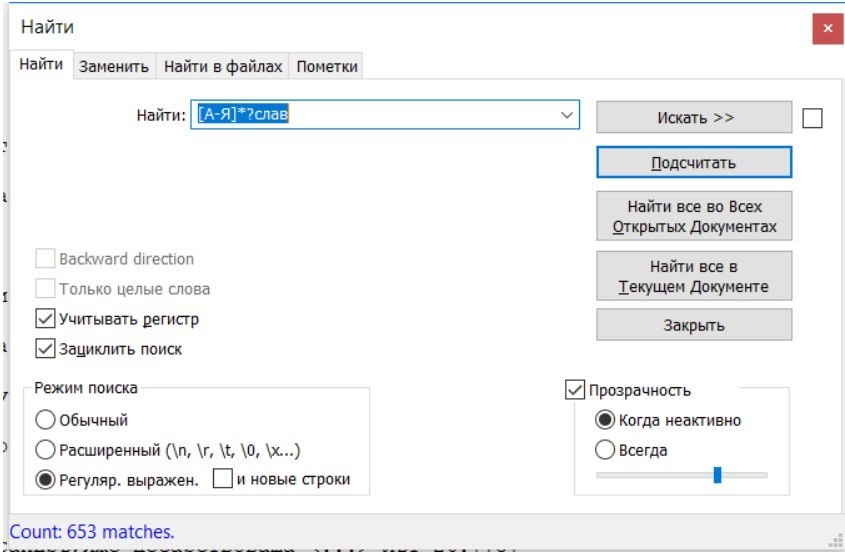 Найти
Найти
Заменить
Найти в файлах
Пометки
Найти:
[А-Я]*?слав
Искать >>
Подсчитать
Найти все во Всех
Открытых Документах
Backward direction
Только целые слова
Найти все в
Текущем Документе
Учитывать регистр
Закрыть
Зациклить поиск
Режим поиска
Прозрачность
Обычный
Когда неактивно
Расширенный (\n, \r, \t, \0, \x...)
Всегда
Регуляр. выражен.
и новые строки
Count: 653 matches.